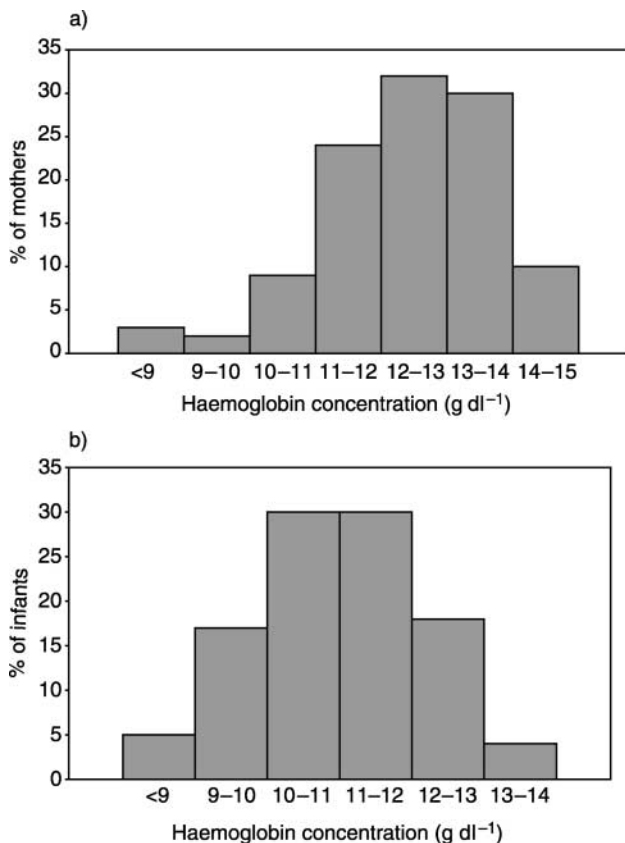 a)
35
30
25
20
15
10
5
0
% of mothers
<9 9–10 10–11 11–12 12–13 13–14 14–15
Haemoglobin concentration (g dl⁻¹)
b)
35
30
25
20
15
10
5
0
% of infants
<9 9–10 10–11 11–12 12–13 13–14
Haemoglobin concentration (g dl⁻¹)